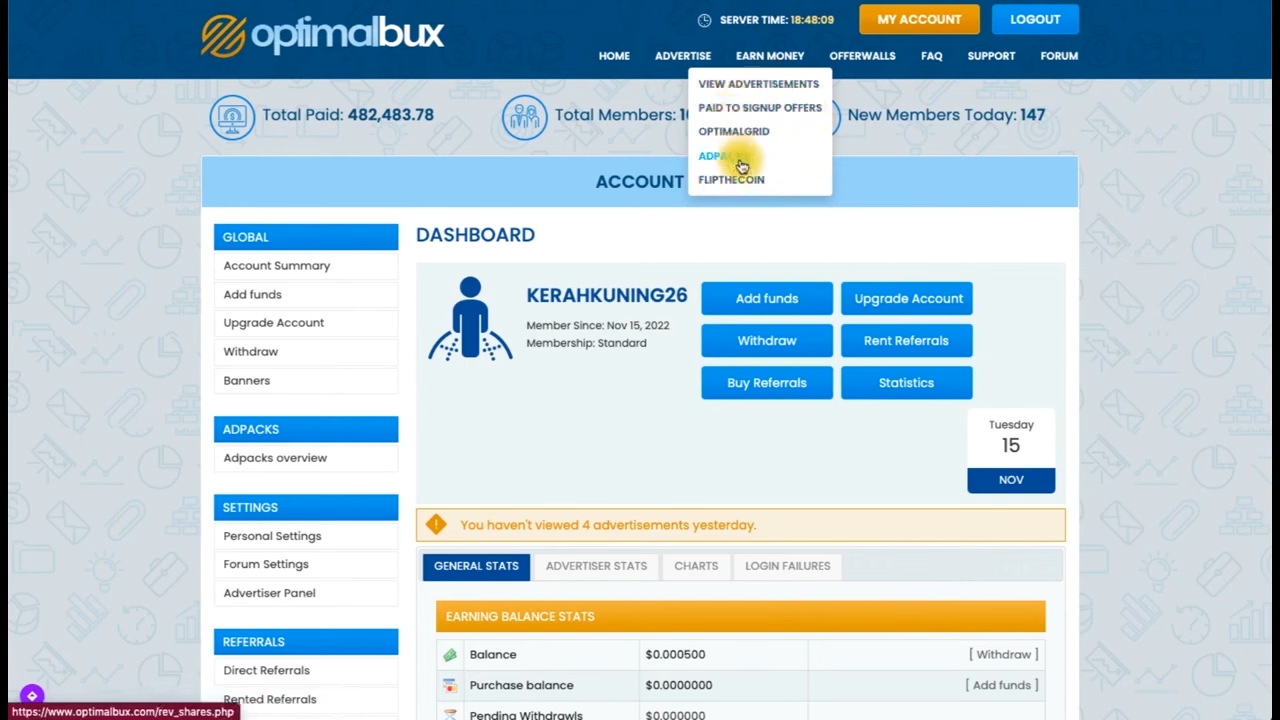 optimalbux
SERVER TIME: 18:48:09
MY ACCOUNT
LOGOUT
HOME
ADVERTISE
EARN MONEY
OFFERWALLS
FAQ
SUPPORT
FORUM
VIEW ADVERTISEMENTS
PAID TO SIGNUP OFFERS
OPTIMALGRID
FLIPTHECOIN
Total Paid: 482,483.78
Total Members:
New Members Today: 147
ACCOUNT
GLOBAL
Account Summary
Add funds
Upgrade Account
Withdraw
Banners
ADPACKS
Adpacks overview
SETTINGS
Personal Settings
Forum Settings
Advertiser Panel
REFERRALS
Direct Referrals
Rented Referrals
DASHBOARD
KERAHKUNING26
Member Since: Nov 15, 2022
Membership: Standard
Add funds
Upgrade Account
Withdraw
Rent Referrals
Buy Referrals
Statistics
Tuesday
15
NOV
You haven't viewed 4 advertisements yesterday.
GENERAL STATS
ADVERTISER STATS
CHARTS
LOGIN FAILURES
EARNING BALANCE STATS
Balance $0.000500 [ Withdraw ]
Purchase balance $0.0000000 [ Add funds ]
Pending Withdrawls $0.000000
https://www.optimalbux.com/rev_shares.php